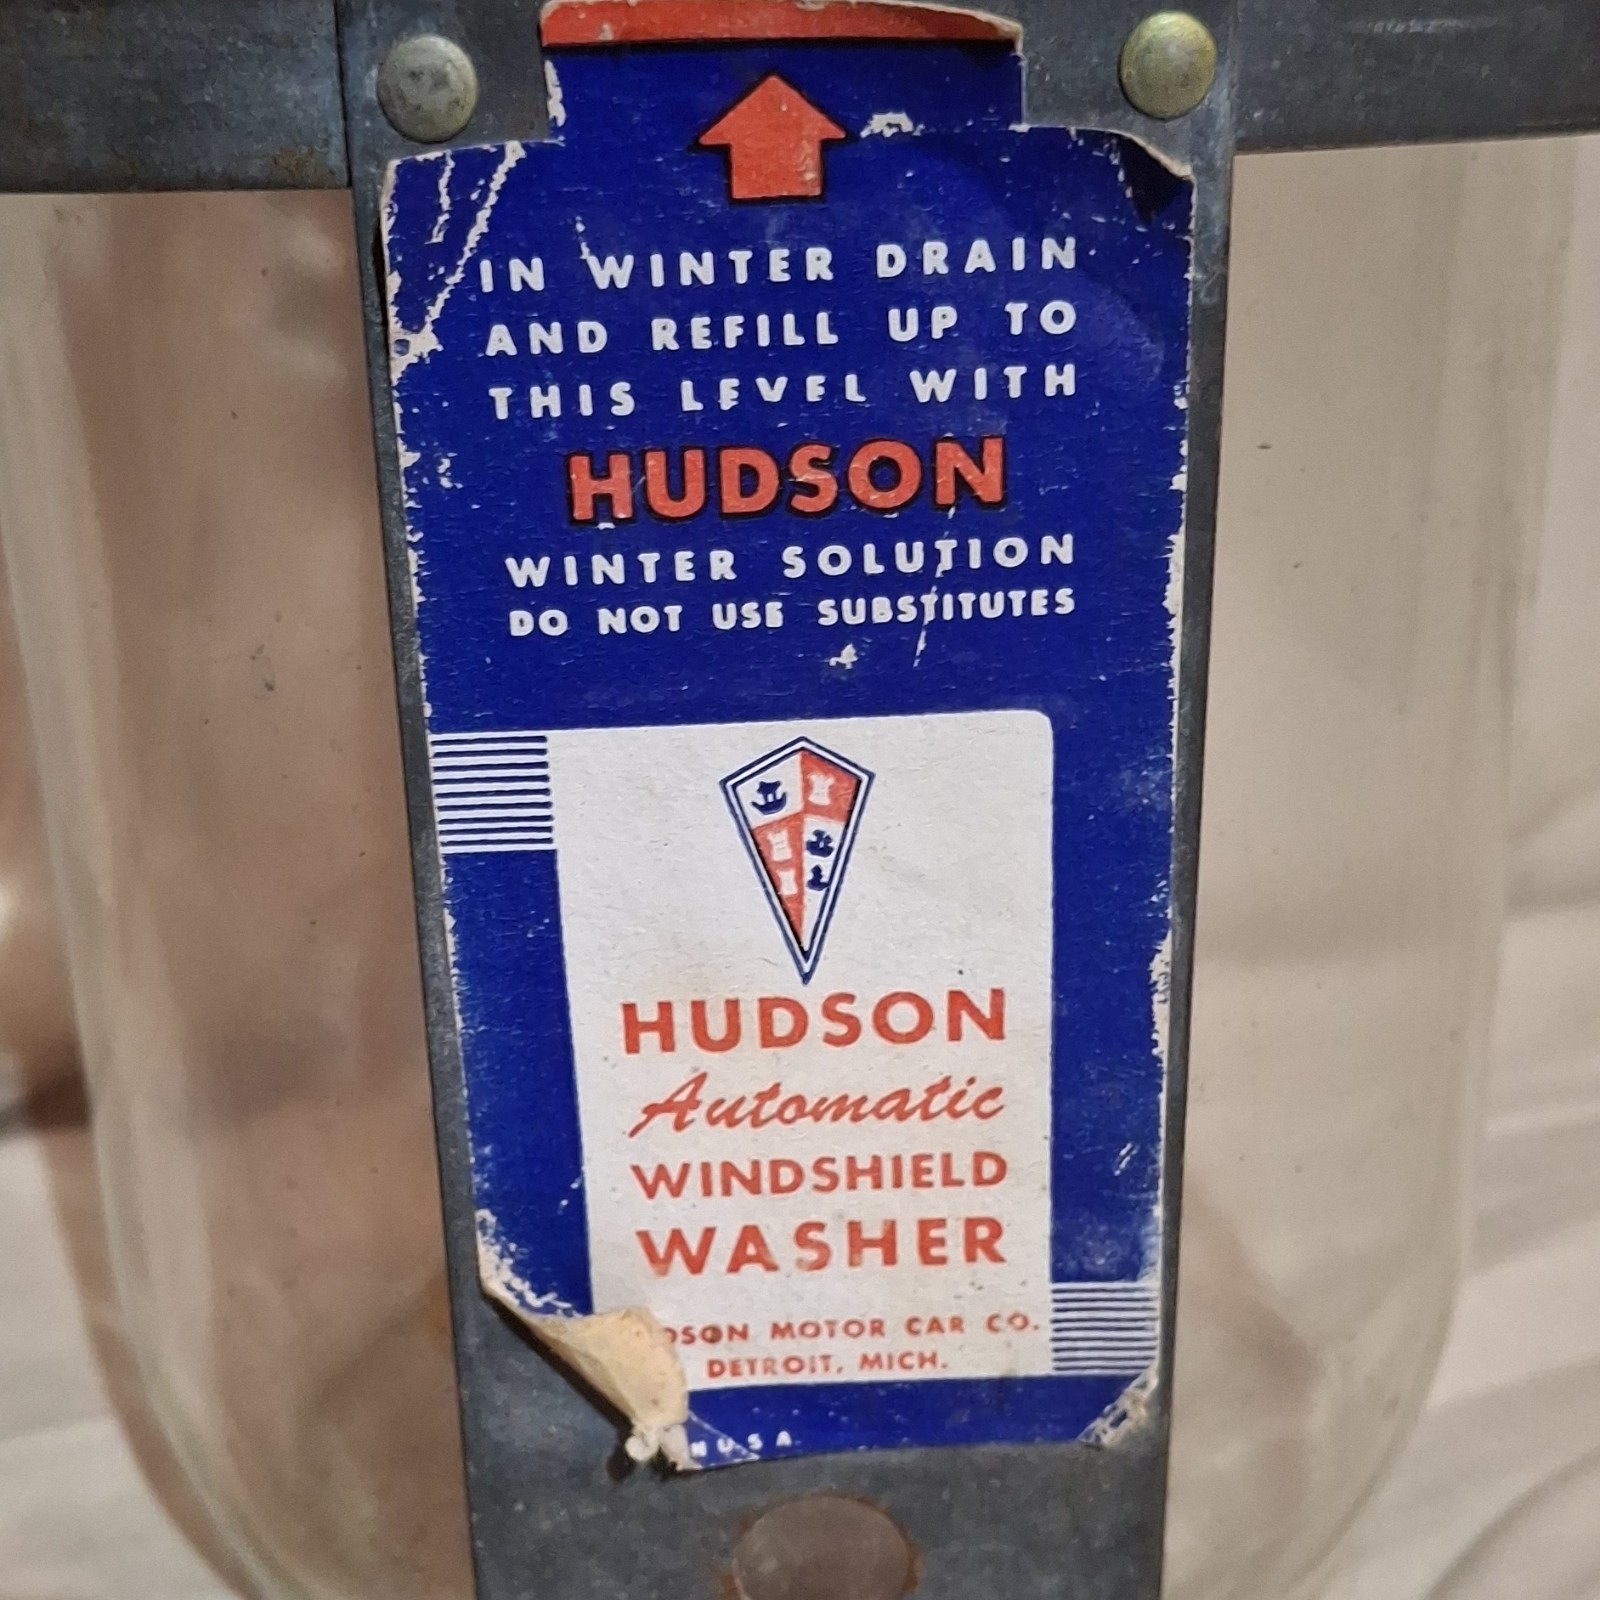 IN WINTER DRAIN
AND REFILL UP TO
THIS LEVEL WITH
HUDSON
WINTER SOLUTION
DO NOT USE SUBSTITUTES
HUDSON
Automatic
WINDSHIELD
WASHER
DSON MOTOR CAR CO.
DETROIT, MICH.
N U.S.A.